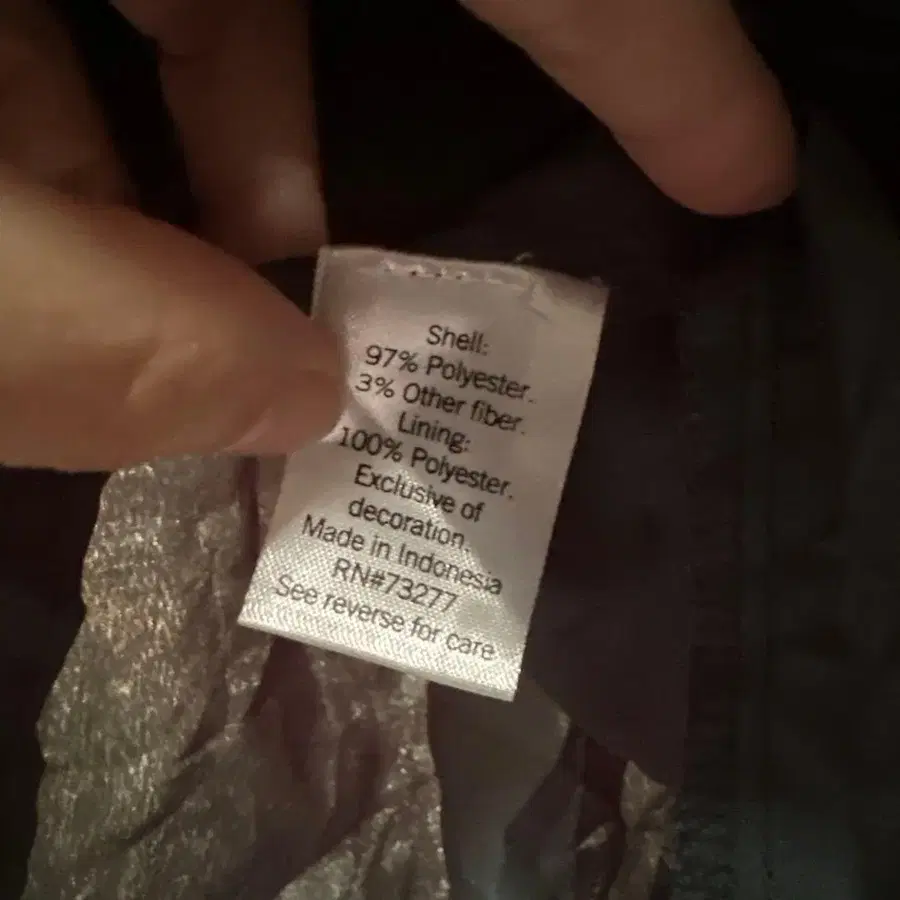 Shell:
97% Polyester.
3% Other fiber.
Lining:
100% Polyester.
Exclusive of
decoration.
Made in Indonesia
RN#73277
See reverse for care